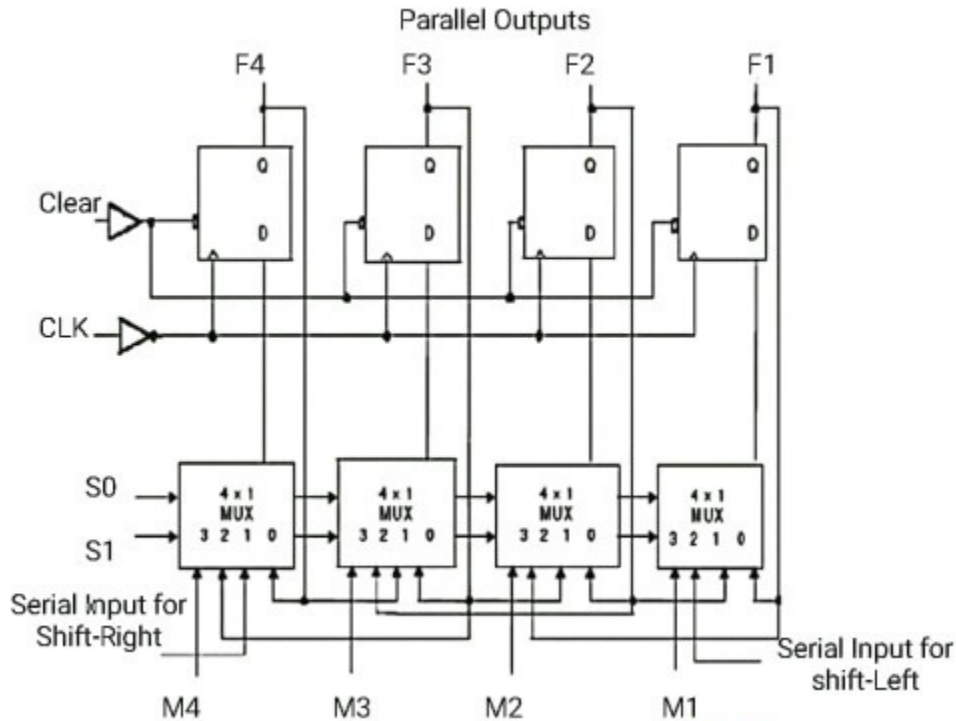 Parallel Outputs
F4 F3 F2 F1
Q Q Q Q
Clear
D D D D
CLK
S0
4 x 1 4 x 1 4 x 1 4 x 1
MUX MUX MUX MUX
3 2 1 0 3 2 1 0 3 2 1 0 3 2 1 0
S1
Serial Input for
Shift-Right
Serial Input for
shift-Left
M4 M3 M2 M1